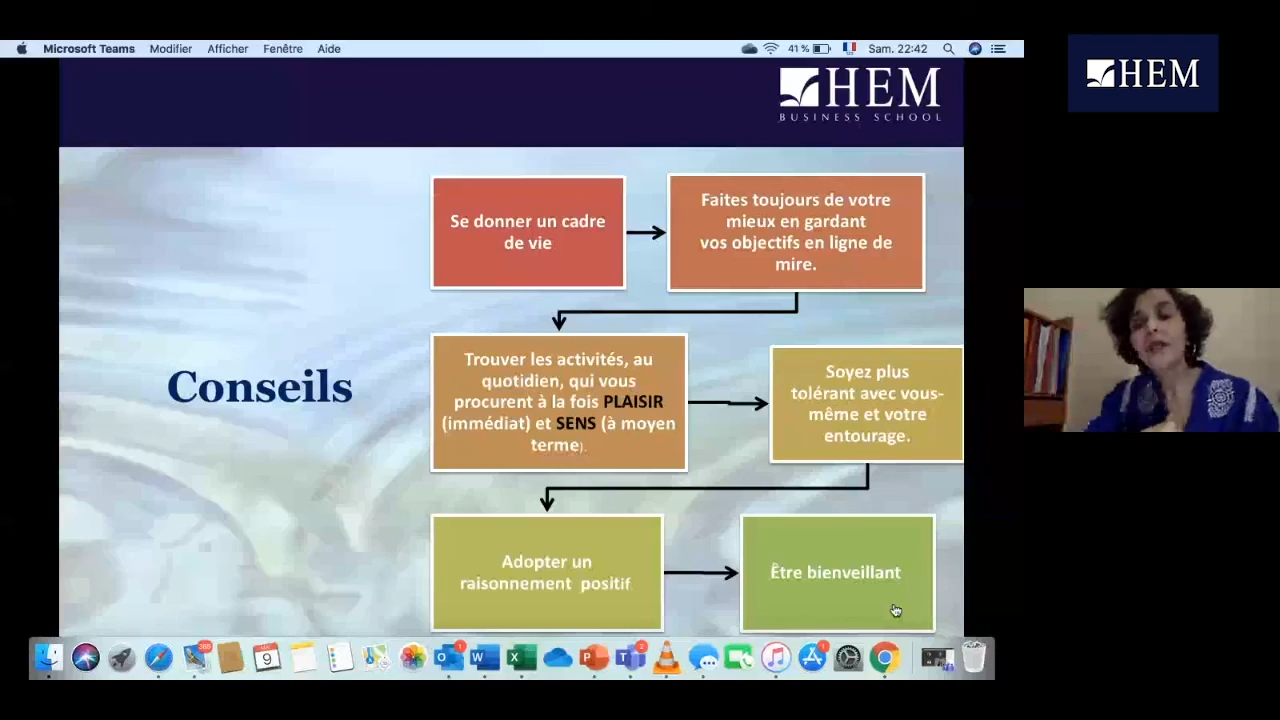 Microsoft Teams Modifier Afficher Fenêtre Aide
41 % Sam. 22:42
HEM
BUSINESS SCHOOL
HEM
Se donner un cadre
de vie
Faites toujours de votre
mieux en gardant
vos objectifs en ligne de
mire.
Conseils
Trouver les activités, au
quotidien, qui vous
procurent à la fois PLAISIR
(immédiat) et SENS (à moyen
terme).
Soyez plus
tolérant avec vous-
même et votre
entourage.
Adopter un
raisonnement positif
Être bienveillant
9